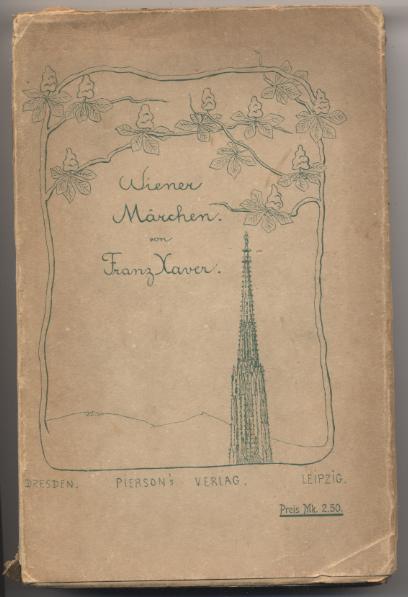 Wiener
Märchen.
von
Franz Xaver.
DRESDEN. PIERSON's VERLAG. LEIPZIG.
Preis Mk. 2.50.